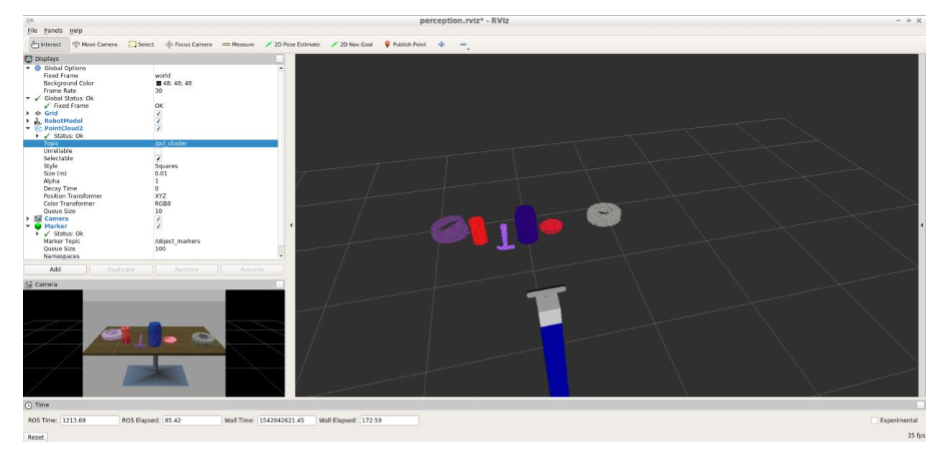 perception.rviz* - RViz
File Panels Help
Interact Move Camera Select Focus Camera Measure 2D Pose Estimate 2D Nav Goal Publish Point
Displays
Global Options
Fixed Frame world
Background Color 48; 48; 48
Frame Rate 30
Global Status: Ok
Fixed Frame OK
Grid
RobotModel
PointCloud2
Status: Ok
Topic /pcl_cluster
Unreliable
Selectable
Style Squares
Size (m) 0.01
Alpha 1
Decay Time 0
Position Transformer XYZ
Color Transformer RGB8
Queue Size 10
Camera
Marker
Status: Ok
Marker Topic /object_markers
Queue Size 100
Namespaces
Add Duplicate Remove Rename
Camera
Time
ROS Time: 1213.69 ROS Elapsed: 85.42 Wall Time: 1542042621.45 Wall Elapsed: 172.59 Experimental
Reset 25 fps